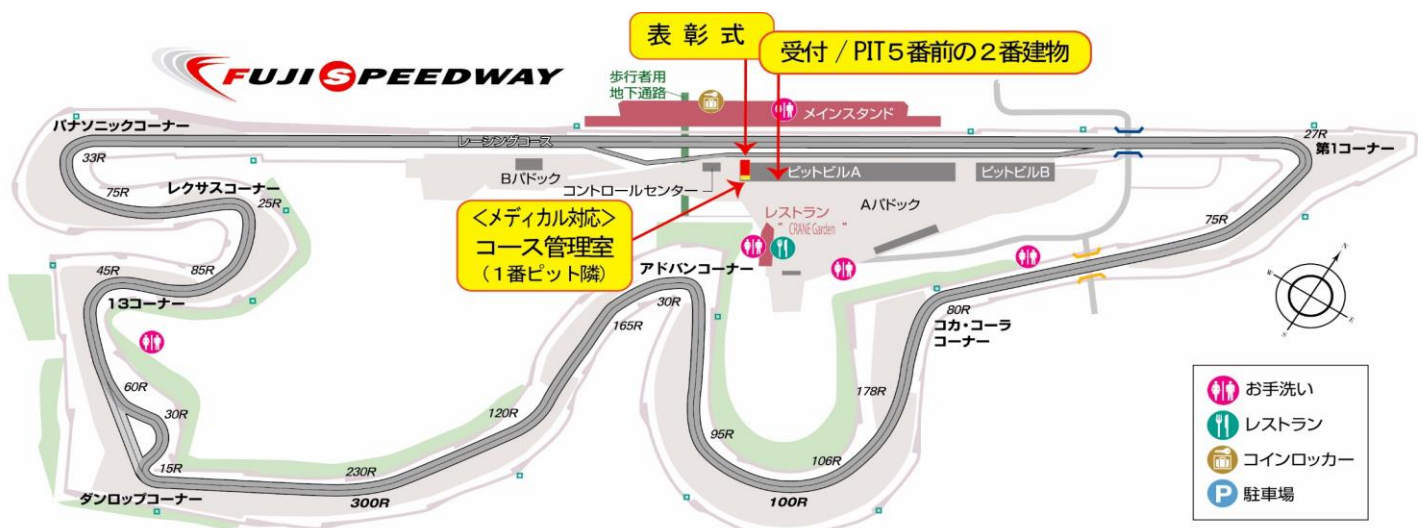 表彰式
受付 / PIT５番前の２番建物
FUJI SPEEDWAY
歩行者用
地下通路
メインスタンド
パナソニックコーナー
レーシングコース
27R
第1コーナー
33R
Bパドック
コントロールセンター
ピットビルA
ピットビルB
75R
レクサスコーナー
25R
<メディカル対応>
コース管理室
(１番ピット隣)
レストラン
" CRANE Garden "
Aパドック
75R
45R
85R
13コーナー
アドバンコーナー
30R
165R
80R
コカ・コーラ
コーナー
N
W
E
S
60R
30R
120R
178R
95R
15R
230R
300R
106R
100R
ダンロップコーナー
お手洗い
レストラン
コインロッカー
P 駐車場